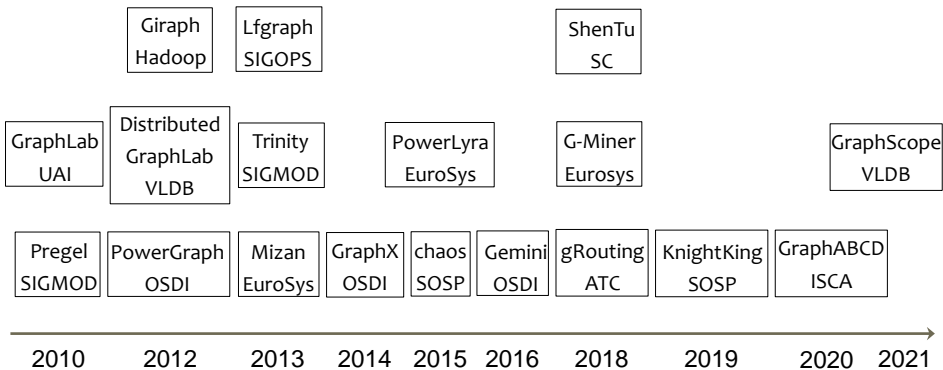 Giraph
Hadoop
Lfgraph
SIGOPS
ShenTu
SC
GraphLab
UAI
Distributed
GraphLab
VLDB
Trinity
SIGMOD
PowerLyra
EuroSys
G-Miner
Eurosys
GraphScope
VLDB
Pregel
SIGMOD
PowerGraph
OSDI
Mizan
EuroSys
GraphX
OSDI
chaos
SOSP
Gemini
OSDI
gRouting
ATC
KnightKing
SOSP
GraphABCD
ISCA
2010 2012 2013 2014 2015 2016 2018 2019 2020 2021